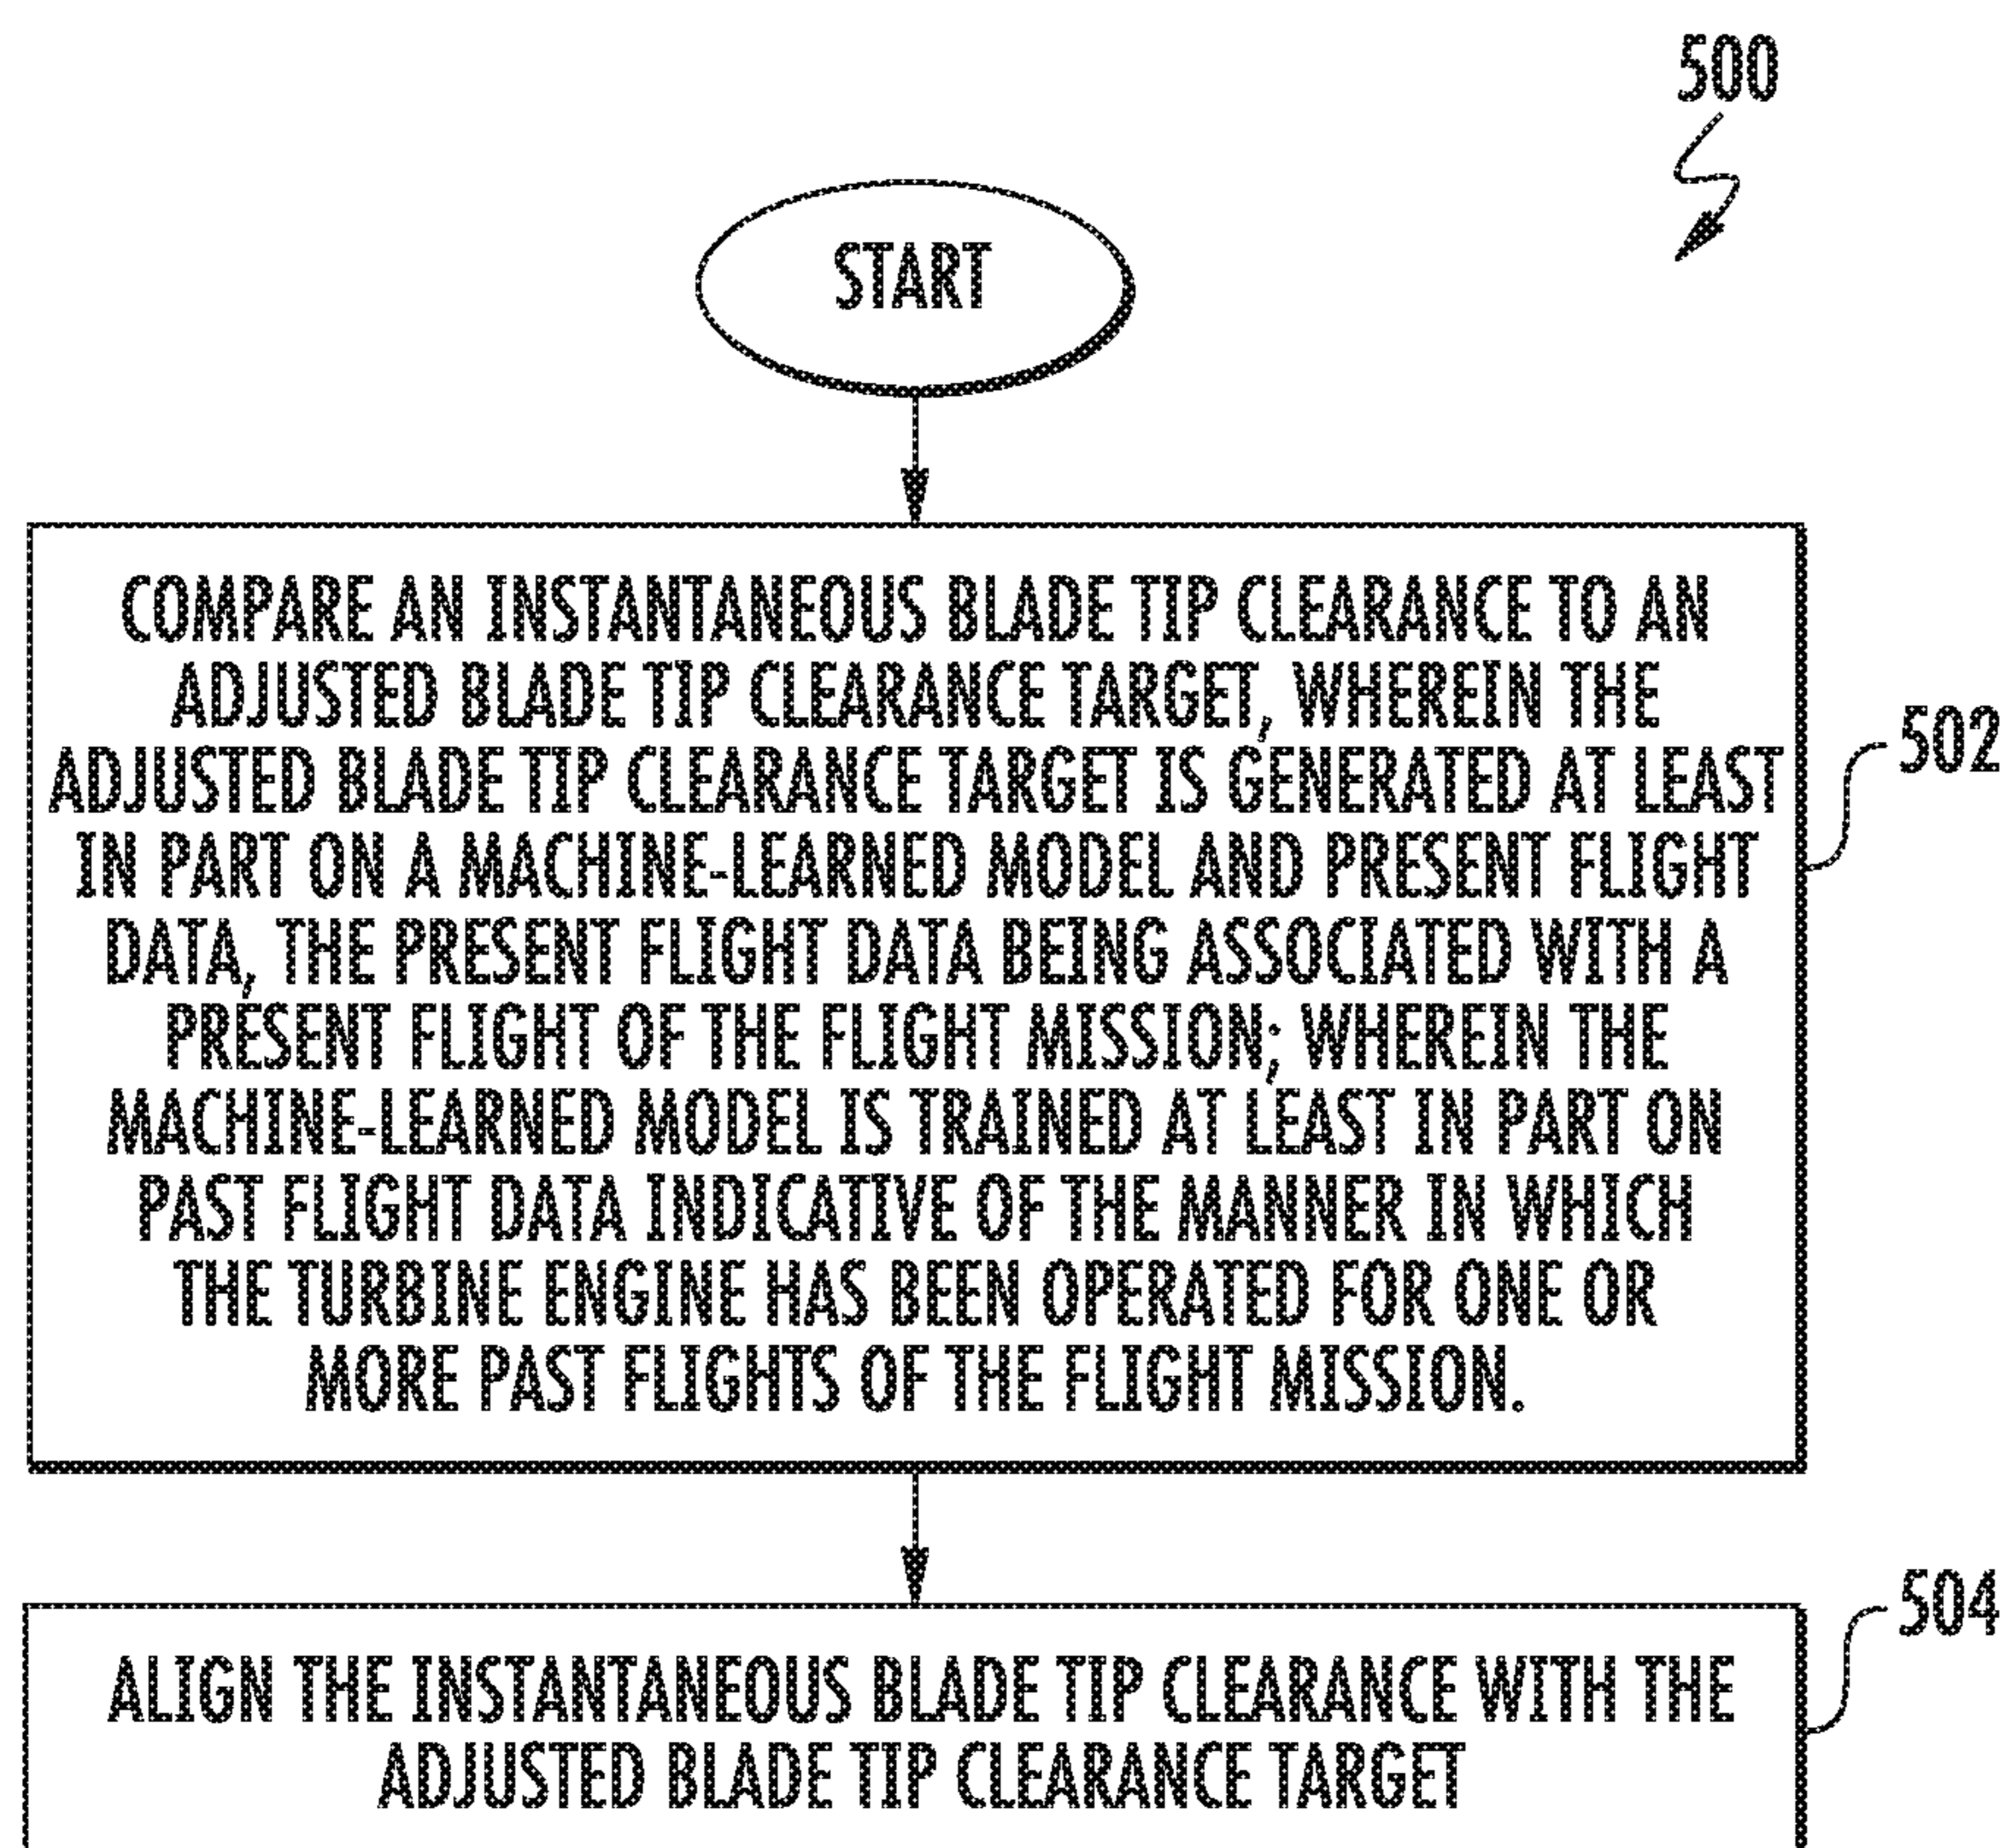 500
START
COMPARE AN INSTANTANEOUS BLADE TIP CLEARANCE TO AN
ADJUSTED BLADE TIP CLEARANCE TARGET, WHEREIN THE
ADJUSTED BLADE TIP CLEARANCE TARGET IS GENERATED AT LEAST
IN PART ON A MACHINE-LEARNED MODEL AND PRESENT FLIGHT
DATA, THE PRESENT FLIGHT DATA BEING ASSOCIATED WITH A
PRESENT FLIGHT OF THE FLIGHT MISSION; WHEREIN THE
MACHINE-LEARNED MODEL IS TRAINED AT LEAST IN PART ON
PAST FLIGHT DATA INDICATIVE OF THE MANNER IN WHICH
THE TURBINE ENGINE HAS BEEN OPERATED FOR ONE OR
MORE PAST FLIGHTS OF THE FLIGHT MISSION.
502
ALIGN THE INSTANTANEOUS BLADE TIP CLEARANCE WITH THE
ADJUSTED BLADE TIP CLEARANCE TARGET
504